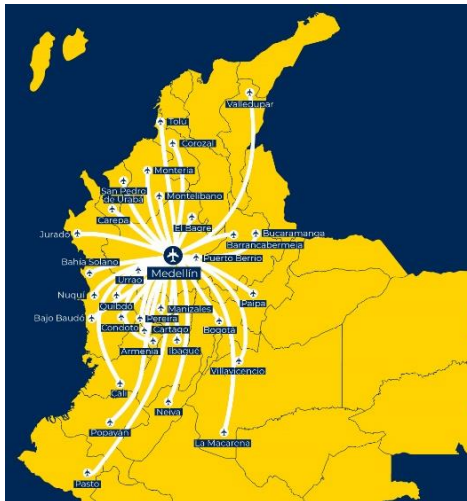 Valledupar
Tolú
Corozal
Montería
San Pedro
de Urabá
Montelíbano
Carepa
El Bagre
Jurado
Bucaramanga
Barrancabermeja
Puerto Berrio
Bahía Solano
Medellín
Urrao
Nuquí
Paipa
Quibdó
Manizales
Bajo Baudó
Condoto
Pereira
Bogotá
Cartago
Armenia
Ibagué
Villavicencio
Cali
Neiva
Popayán
La Macarena
Pasto